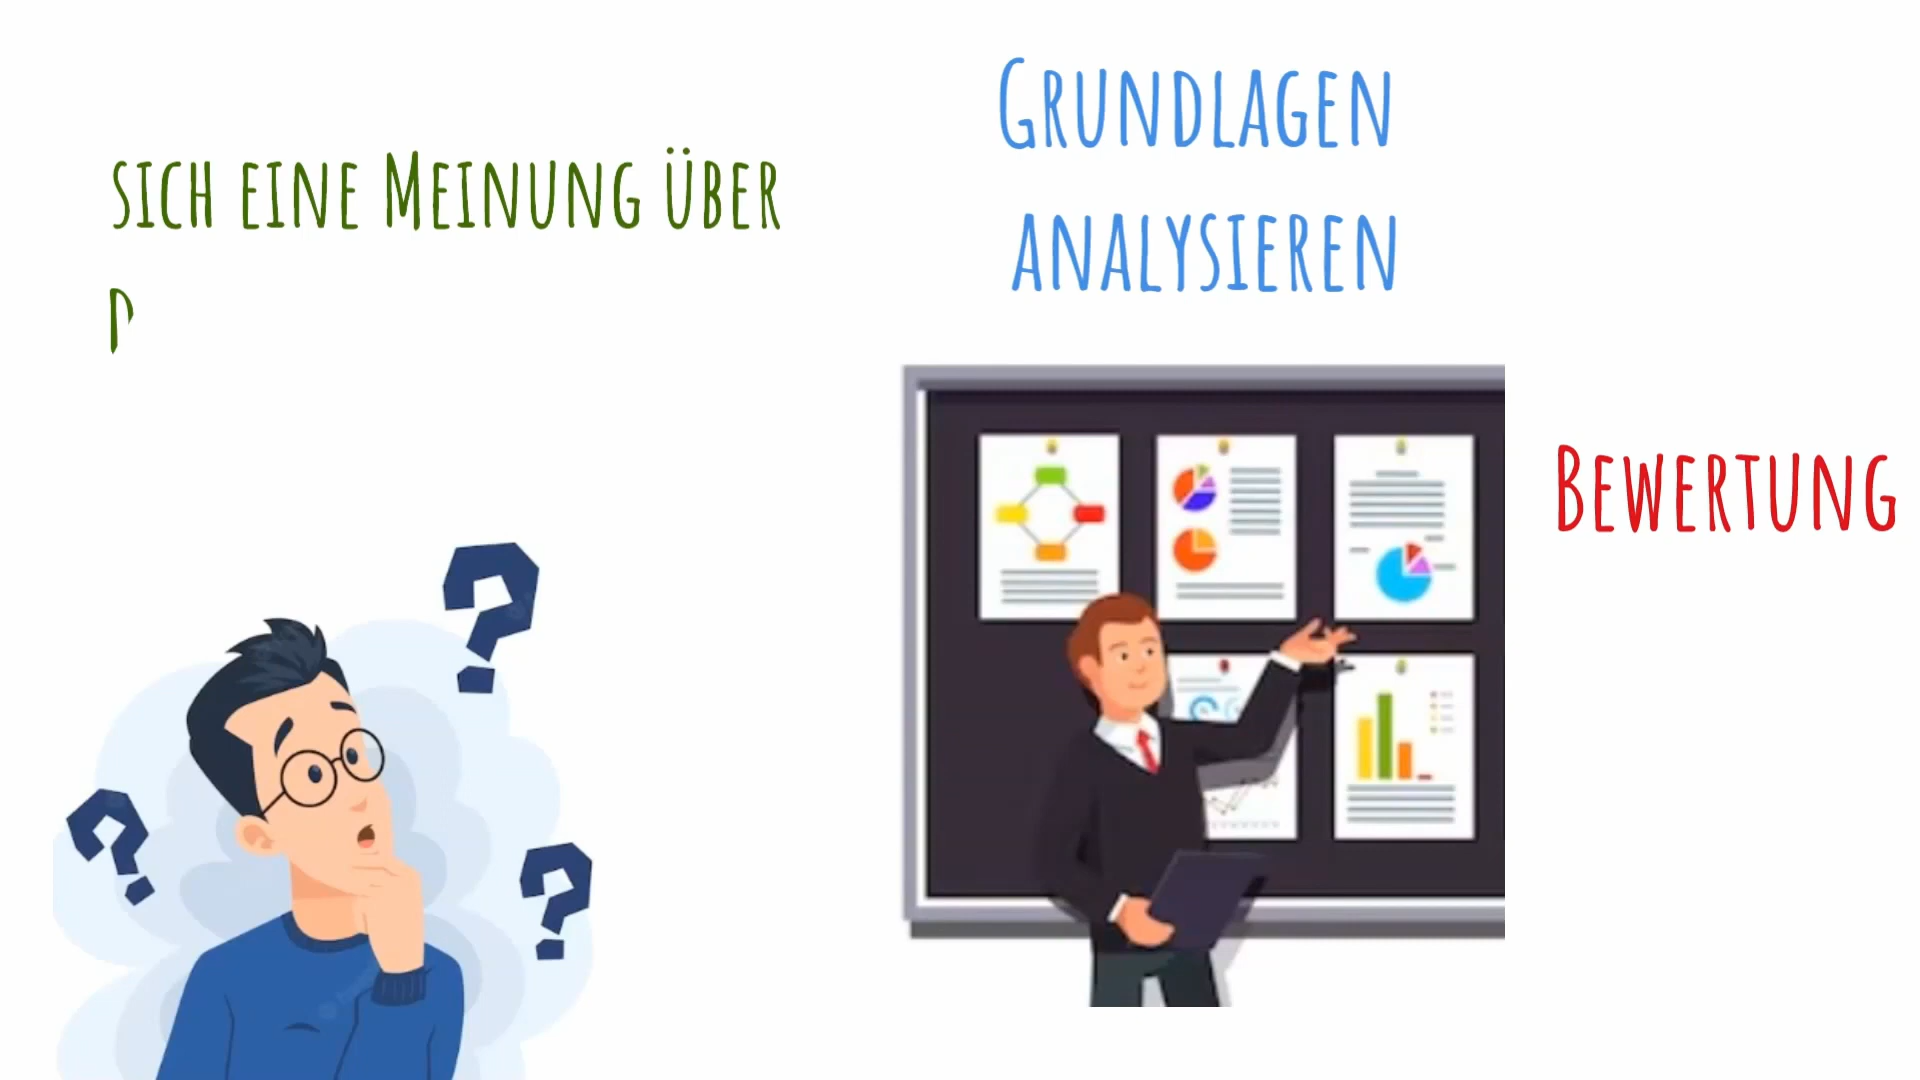 sich eine Meinung über
Grundlagen
analysieren
Bewertung